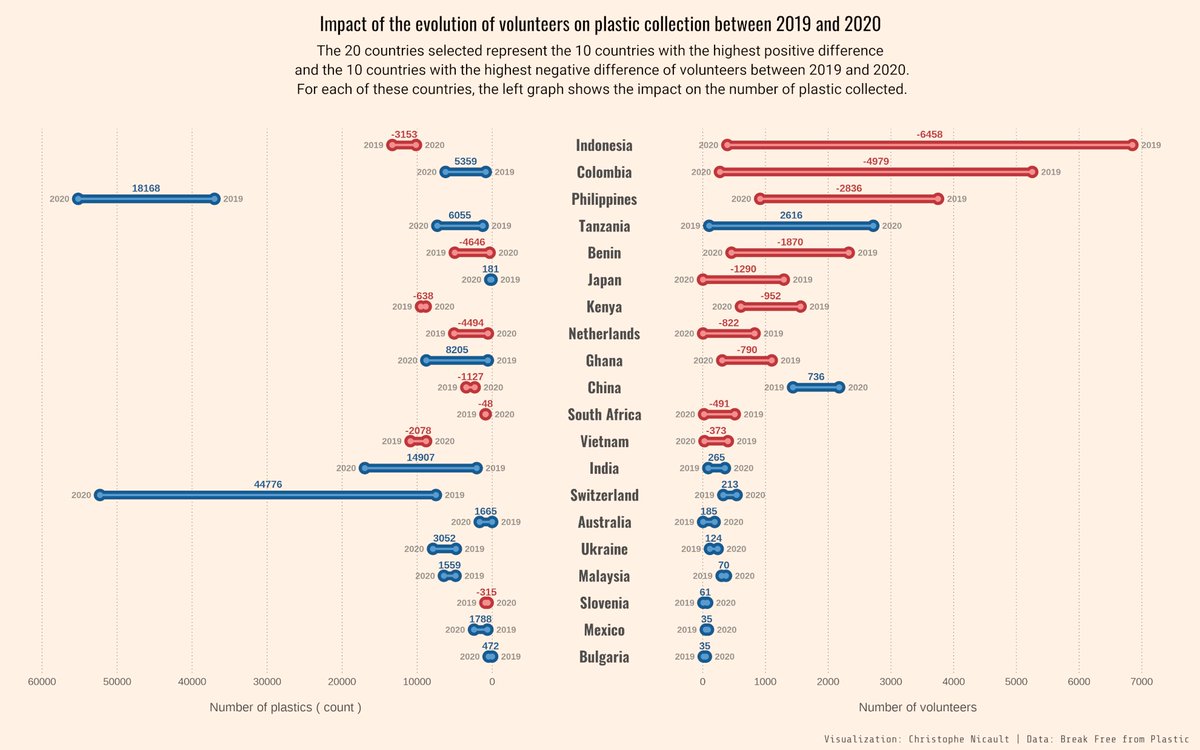 Impact of the evolution of volunteers on plastic collection between 2019 and 2020
The 20 countries selected represent the 10 countries with the highest positive difference
and the 10 countries with the highest negative difference of volunteers between 2019 and 2020.
For each of these countries, the left graph shows the impact on the number of plastic collected.
2019 -3153 2020 Indonesia 2020 -6458 2019
2020 5359 2019 Colombia 2020 -4979 2019
2020 18168 2019 Philippines 2020 -2836 2019
2020 6055 2019 Tanzania 2019 2616 2020
2019 -4646 2020 Benin 2020 -1870 2019
2020 181 2019 Japan 2020 -1290 2019
2019 -638 2020 Kenya 2020 -952 2019
2019 -4494 2020 Netherlands 2020 -822 2019
2020 8205 2019 Ghana 2020 -790 2019
2019 -1127 2020 China 2019 736 2020
2019 -48 2020 South Africa 2020 -491 2019
2019 -2078 2020 Vietnam 2020 -373 2019
2020 14907 2019 India 2019 265 2020
2020 44776 2019 Switzerland 2019 213 2020
2020 1665 2019 Australia 2019 185 2020
2020 3052 2019 Ukraine 2019 124 2020
2020 1559 2019 Malaysia 2019 70 2020
2019 -315 2020 Slovenia 2019 61 2020
2020 1788 2019 Mexico 2019 35 2020
2020 472 2019 Bulgaria 2019 35 2020
60000 50000 40000 30000 20000 10000 0 0 1000 2000 3000 4000 5000 6000 7000
Number of plastics ( count ) Number of volunteers
Visualization: Christophe Nicault | Data: Break Free from Plastic